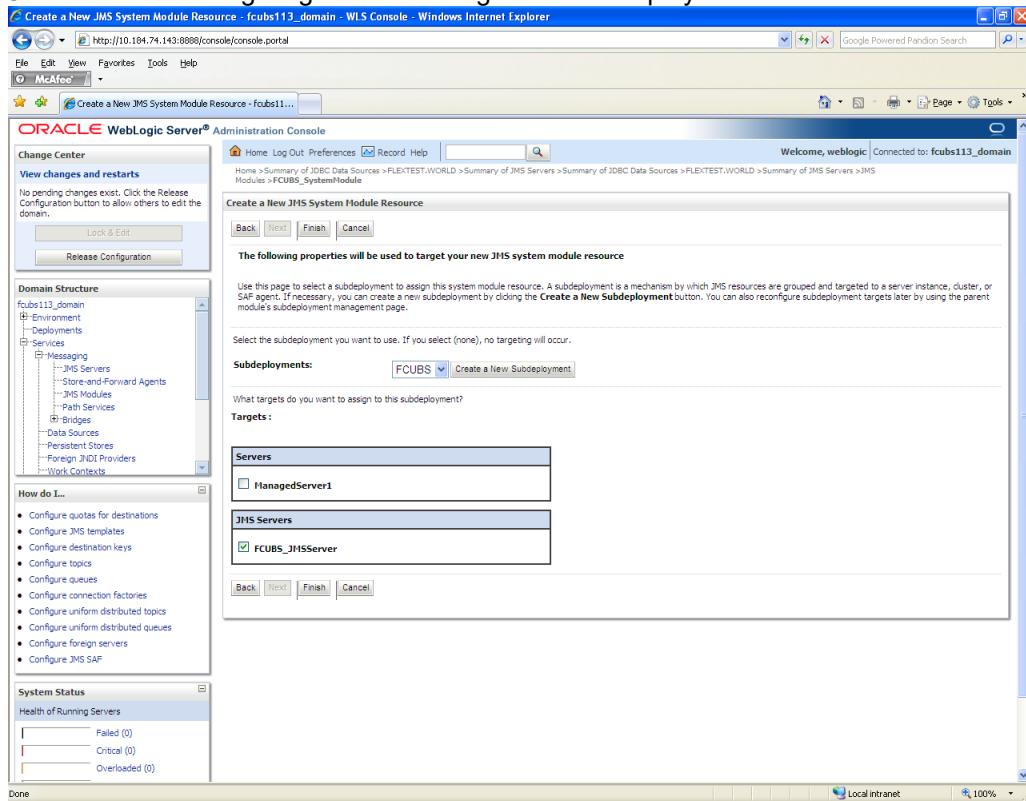 Create a New JMS System Module Resource - fcubs113_domain - WLS Console - Windows Internet Explorer
http://10.184.74.143:8888/console/console.portal
Google Powered Pandion Search
File Edit View Favorites Tools Help
McAfee
Create a New JMS System Module Resource - fcubs11...
Page Tools
ORACLE WebLogic Server® Administration Console
Change Center
View changes and restarts
No pending changes exist. Click the Release
Configuration button to allow others to edit the
domain.
Lock & Edit
Release Configuration
Domain Structure
fcubs113_domain
Environment
Deployments
Services
Messaging
JMS Servers
Store-and-Forward Agents
JMS Modules
Path Services
Bridges
Data Sources
Persistent Stores
Foreign JNDI Providers
Work Contexts
How do I...
Configure quotas for destinations
Configure JMS templates
Configure destination keys
Configure topics
Configure queues
Configure connection factories
Configure uniform distributed topics
Configure uniform distributed queues
Configure foreign servers
Configure JMS SAF
System Status
Health of Running Servers
Failed (0)
Critical (0)
Overloaded (0)
Home Log Out Preferences Record Help
Welcome, weblogic Connected to: fcubs113_domain
Home >Summary of JDBC Data Sources >FLEXTEST.WORLD >Summary of JMS Servers >Summary of JDBC Data Sources >FLEXTEST.WORLD >Summary of JMS Servers >JMS
Modules >FCUBS_SystemModule
Create a New JMS System Module Resource
Back Next Finish Cancel
The following properties will be used to target your new JMS system module resource
Use this page to select a subdeployment to assign this system module resource. A subdeployment is a mechanism by which JMS resources are grouped and targeted to a server instance, cluster, or
SAF agent. If necessary, you can create a new subdeployment by clicking the Create a New Subdeployment button. You can also reconfigure subdeployment targets later by using the parent
module's subdeployment management page.
Select the subdeployment you want to use. If you select (none), no targeting will occur.
Subdeployments: FCUBS Create a New Subdeployment
What targets do you want to assign to this subdeployment?
Targets :
Servers
ManagedServer1
JMS Servers
FCUBS_JMSServer
Back Next Finish Cancel
Done
Local intranet
100%